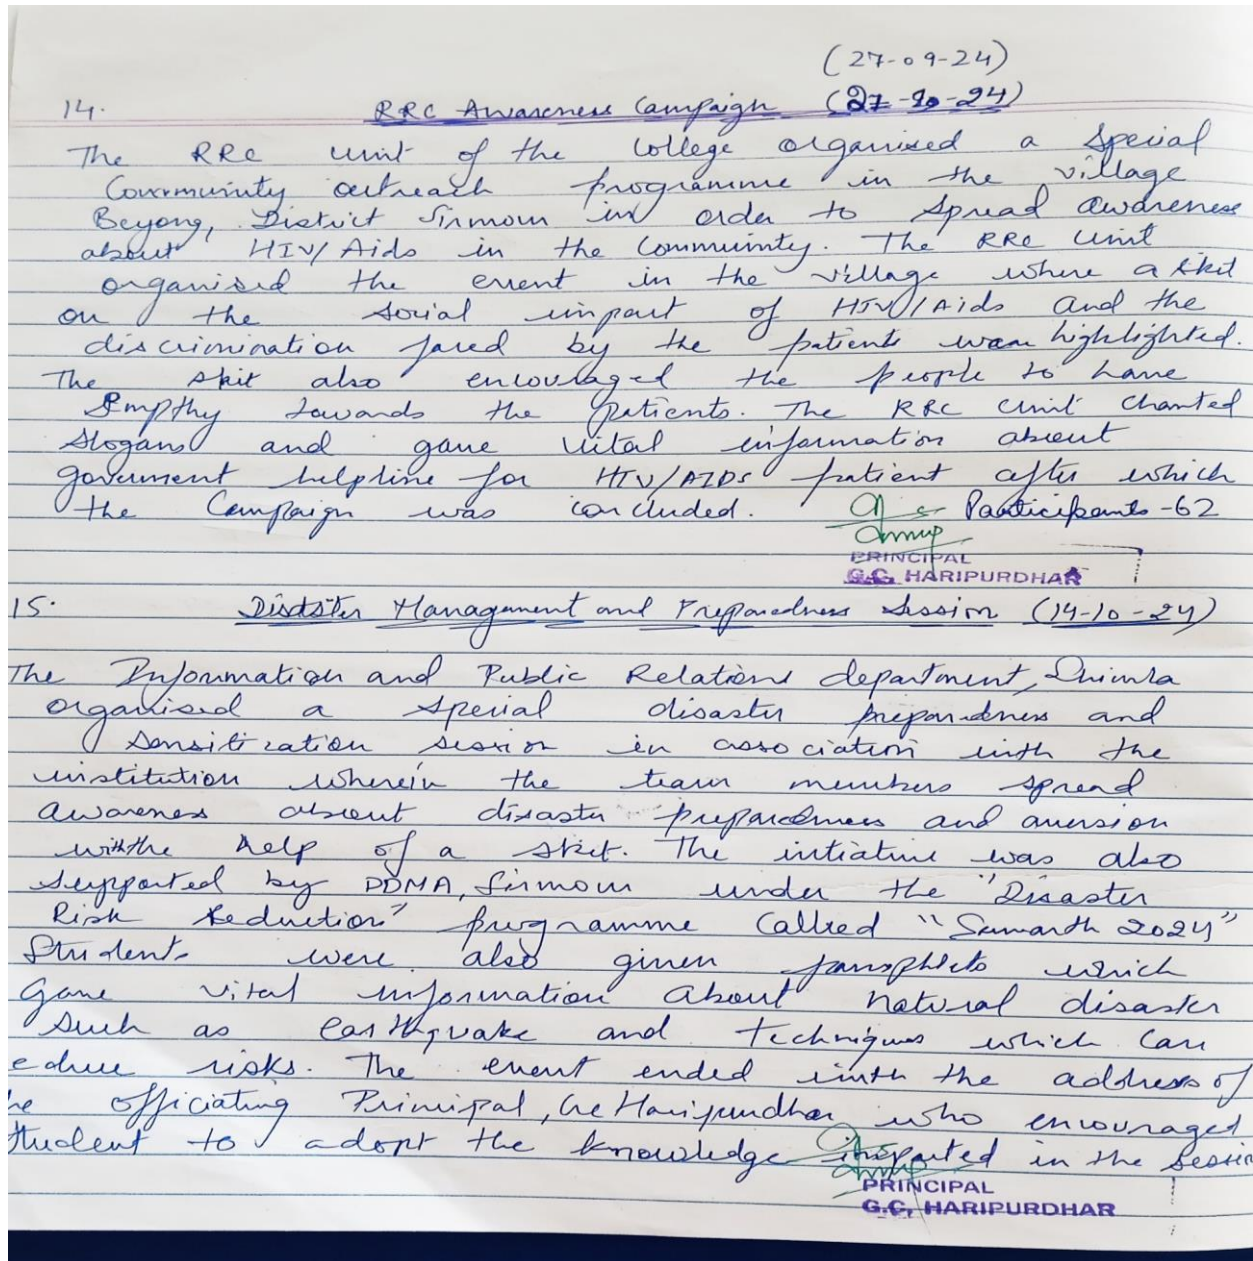 (27-09-24)
14. RRC Awareness Campaign (27-10-24)
The RRC Unit of the College organised a Special
Community outreach programme in the village
Beyong, District Sirmour in order to spread awareness
about HIV/Aids in the Community. The RRC Unit
organised the event in the village where a skit
on the social impact of HIV/Aids and the
discrimination faced by the patients was highlighted.
The skit also encouraged the people to have
Empthy towards the patients. The RRC Unit chanted
slogans and gave vital information about
government helpline for HIV/AIDS patient after which
the Campaign was concluded. Participants-62
PRINCIPAL
G.C. HARIPURDHAR
15. Disaster Management and Preparedness Session (14-10-24)
The Information and Public Relations department, Shimla
organised a special disaster preparedness and
Sensitization session in association with the
institution wherein the team members spread
awareness about disaster preparedness and aversion
with the help of a skit. The intiative was also
supported by DDMA, Sirmour under the "Disaster
Risk Reduction" programme Called "Samarth 2024"
Students were also given pamphlets which
gave vital information about natural disaster
such as earthquake and techniques which can
educe risks. The event ended with the address of
he officiating Principal, GC Haripurdhar who encouraged
student to adopt the knowledge imparted in the Sessio
PRINCIPAL
G.C. HARIPURDHAR